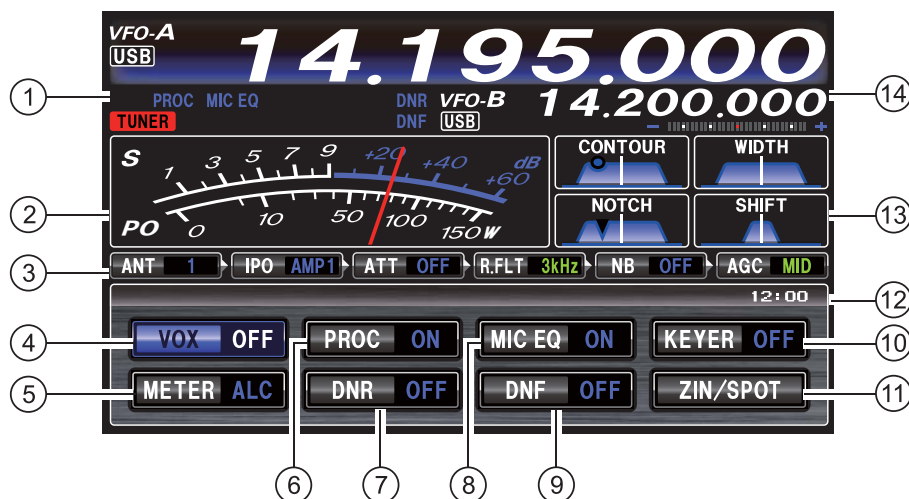 VFO-A
USB
14.195.000
PROC MIC EQ
TUNER
DNR
DNF
VFO-B
USB
14.200.000
- +
S
1 3 5 7 9 +20 +40 +60 dB
PO
0 10 50 100 150 W
CONTOUR
WIDTH
NOTCH
SHIFT
ANT 1
IPO AMP1
ATT OFF
R.FLT 3kHz
NB OFF
AGC MID
12:00
VOX OFF
PROC ON
MIC EQ ON
KEYER OFF
METER ALC
DNR OFF
DNF OFF
ZIN/SPOT
1
2
3
4
5
6
7
8
9
10
11
12
13
14